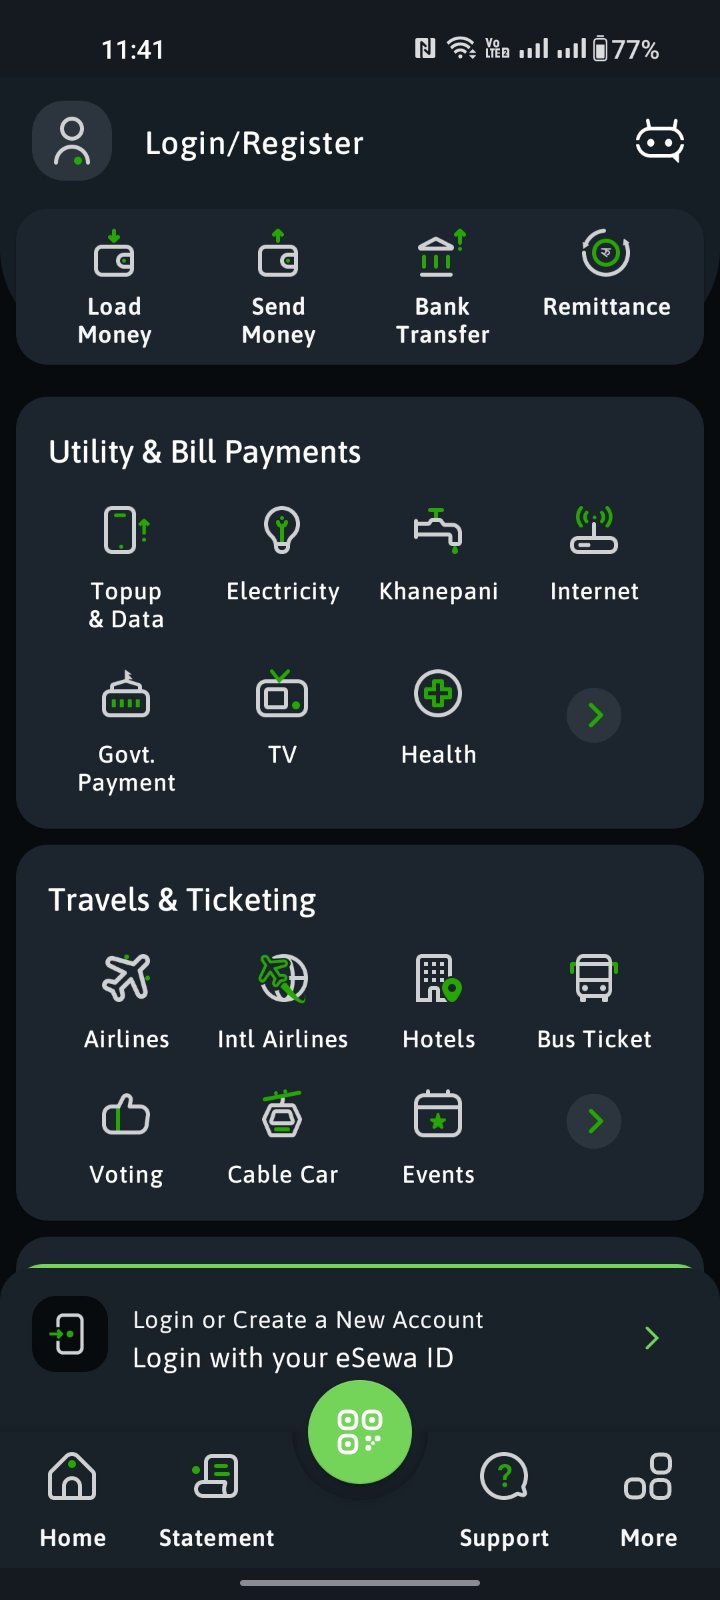 11:41
Vo
LTE2
77%
Login/Register
Load
Money
Send
Money
Bank
Transfer
रु
Remittance
Utility & Bill Payments
Topup
& Data
Electricity
Khanepani
Internet
Govt.
Payment
TV
Health
Travels & Ticketing
Airlines
Intl Airlines
Hotels
Bus Ticket
Voting
Cable Car
Events
Login or Create a New Account
Login with your eSewa ID
Home
Statement
Support
More